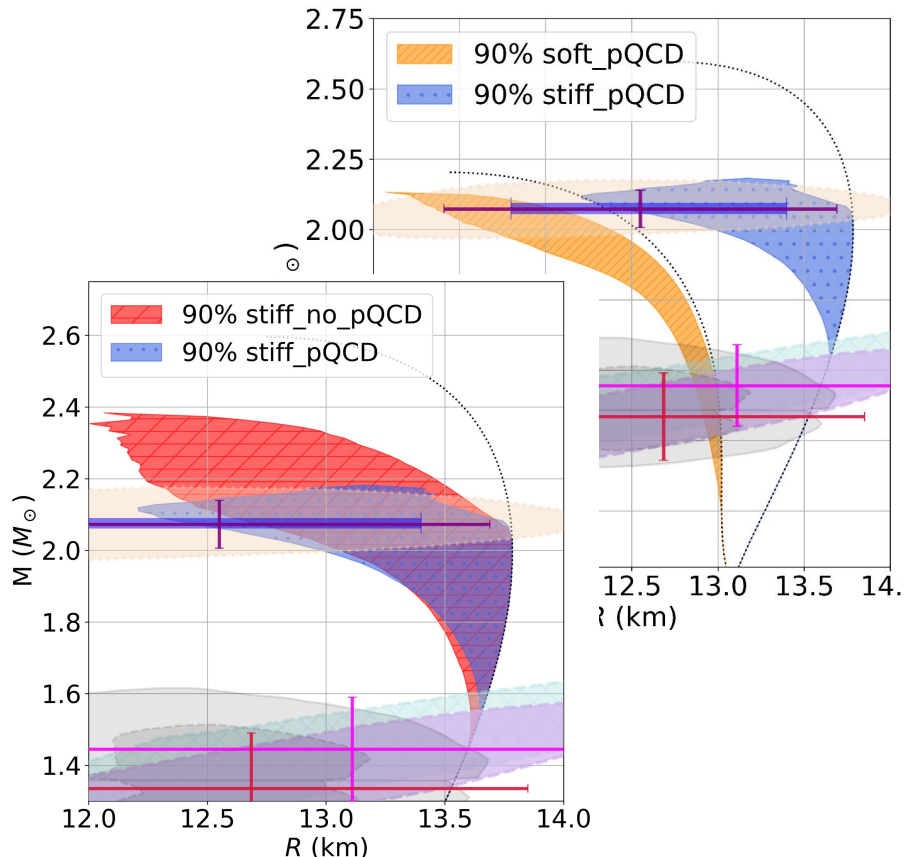 2.75
90% soft_pQCD
90% stiff_pQCD
2.50
2.25
2.00
⊙)
12.5 13.0 13.5 14.
R (km)
90% stiff_no_pQCD
90% stiff_pQCD
2.6
2.4
2.2
2.0
1.8
1.6
1.4
M (M⊙)
12.0 12.5 13.0 13.5 14.0
R (km)